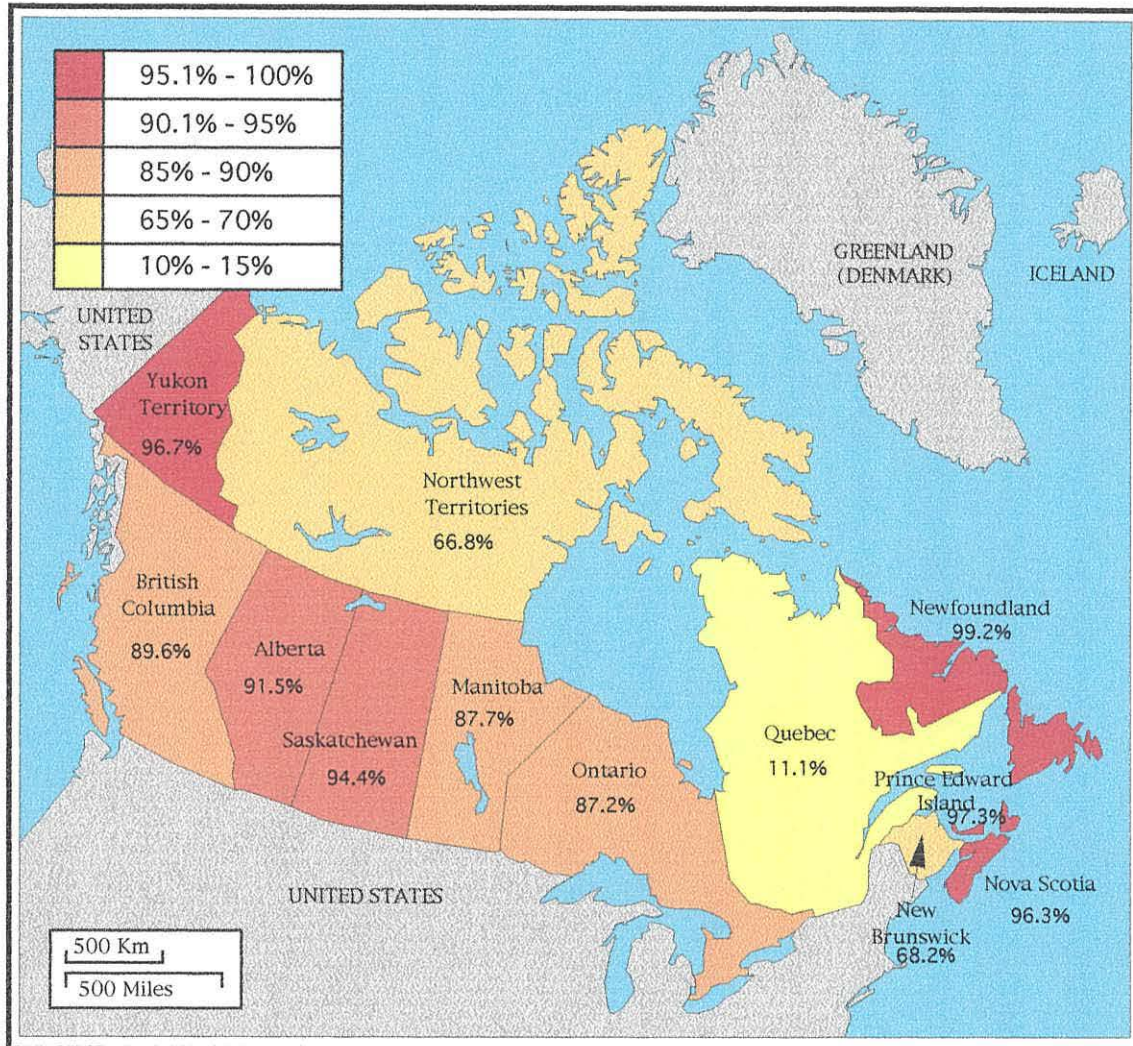 95.1% - 100%
90.1% - 95%
85% - 90%
65% - 70%
10% - 15%
GREENLAND
(DENMARK)
ICELAND
UNITED
STATES
Yukon
Territory
96.7%
Northwest
Territories
66.8%
British
Columbia
89.6%
Alberta
91.5%
Saskatchewan
94.4%
Manitoba
87.7%
Ontario
87.2%
Quebec
11.1%
Newfoundland
99.2%
Prince Edward
Island
97.3%
Nova Scotia
96.3%
New
Brunswick
68.2%
UNITED STATES
500 Km
500 Miles